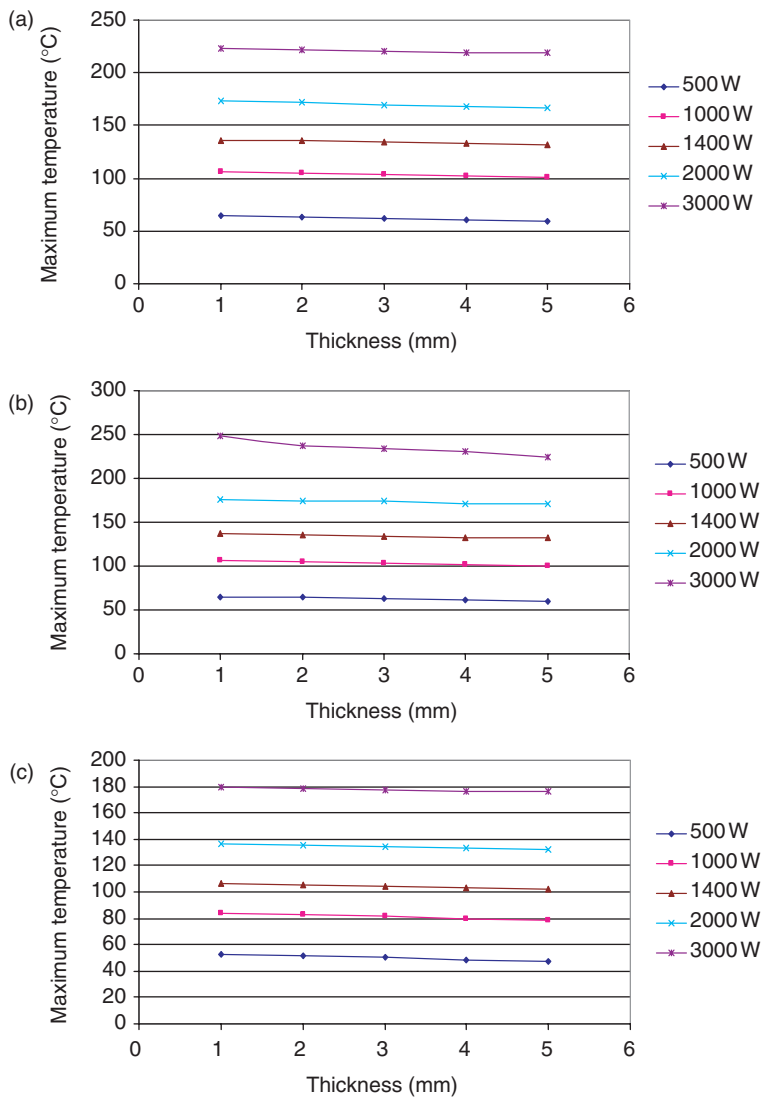 (a)
Maximum temperature (°C)
250
200
150
100
50
0
0 1 2 3 4 5 6
Thickness (mm)
500 W
1000 W
1400 W
2000 W
3000 W
(b)
Maximum temperature (°C)
300
250
200
150
100
50
0
0 1 2 3 4 5 6
Thickness (mm)
500 W
1000 W
1400 W
2000 W
3000 W
(c)
Maximum temperature (°C)
200
180
160
140
120
100
80
60
40
20
0
0 1 2 3 4 5 6
Thickness (mm)
500 W
1000 W
1400 W
2000 W
3000 W